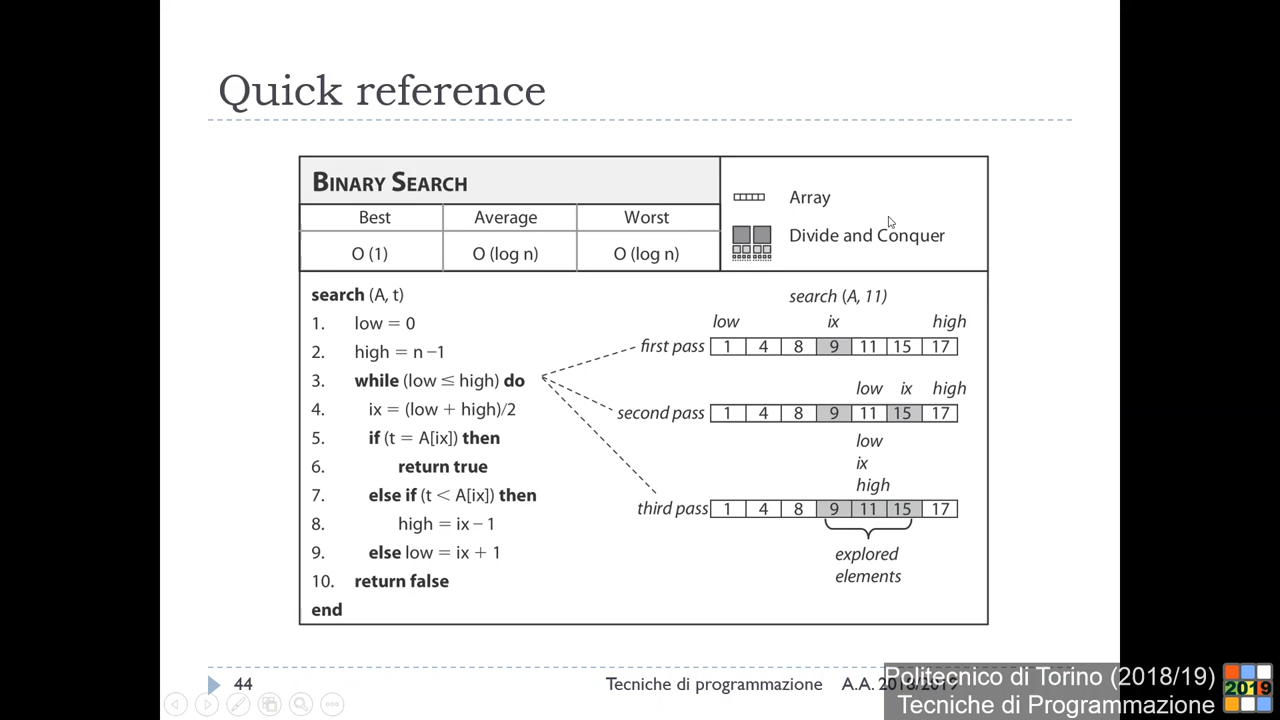 Quick reference
BINARY SEARCH
Best Average Worst
O (1) O (log n) O (log n)
Array
Divide and Conquer
search (A, t)
1. low = 0
2. high = n −1
3. while (low ≤ high) do
4. ix = (low + high)/2
5. if (t = A[ix]) then
6. return true
7. else if (t < A[ix]) then
8. high = ix − 1
9. else low = ix + 1
10. return false
end
search (A, 11)
low ix high
first pass 1 4 8 9 11 15 17
low ix high
second pass 1 4 8 9 11 15 17
low
ix
high
third pass 1 4 8 9 11 15 17
explored
elements
44 Tecniche di programmazione A.A. 2018/2019
Politecnico di Torino (2018/19)
Tecniche di Programmazione
2019